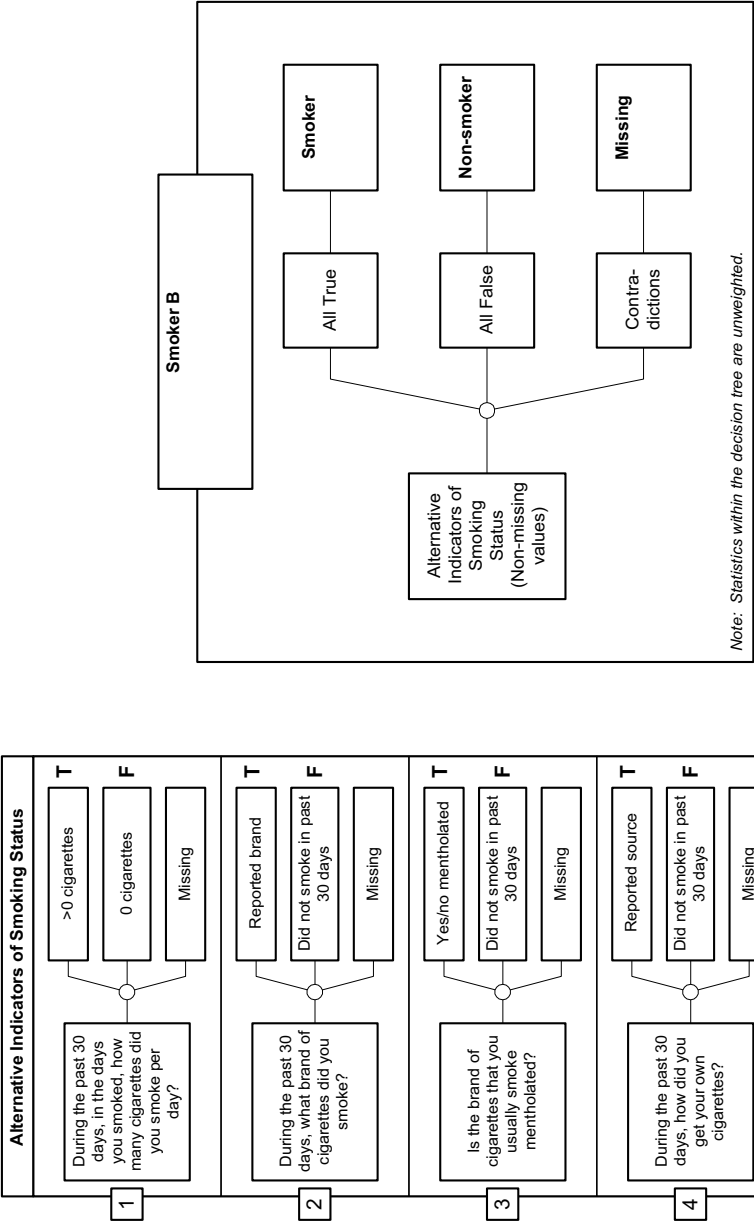 Alternative Indicators of Smoking Status
1
During the past 30
days, in the days
you smoked, how
many cigarettes did
you smoke per
day?
>0 cigarettes
T
0 cigarettes
F
Missing
2
During the past 30
days, what brand of
cigarettes did you
smoke?
Reported brand
T
Did not smoke in past
30 days
F
Missing
3
Is the brand of
cigarettes that you
usually smoke
mentholated?
Yes/no mentholated
T
Did not smoke in past
30 days
F
Missing
4
During the past 30
days, how did you
get your own
cigarettes?
Reported source
T
Did not smoke in past
30 days
F
Missing
Smoker B
Alternative
Indicators of
Smoking
Status
(Non-missing
values)
All True
Smoker
All False
Non-smoker
Contra-
dictions
Missing
Note: Statistics within the decision tree are unweighted.